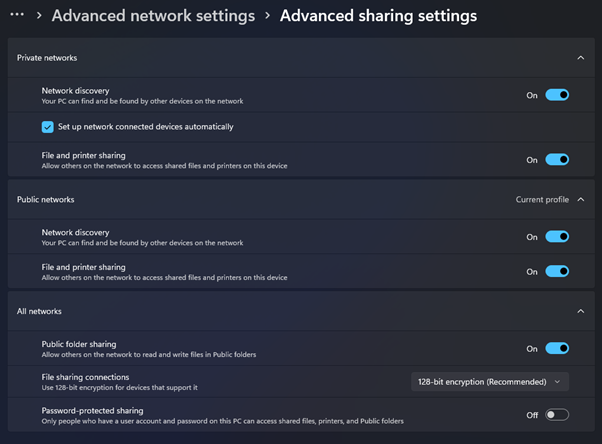 ··· > Advanced network settings > Advanced sharing settings
Private networks
Network discovery
Your PC can find and be found by other devices on the network
On
Set up network connected devices automatically
File and printer sharing
Allow others on the network to access shared files and printers on this device
On
Public networks Current profile
Network discovery
Your PC can find and be found by other devices on the network
On
File and printer sharing
Allow others on the network to access shared files and printers on this device
On
All networks
Public folder sharing
Allow others on the network to read and write files in Public folders
On
File sharing connections
Use 128-bit encryption for devices that support it
128-bit encryption (Recommended)
Password-protected sharing
Only people who have a user account and password on this PC can access shared files, printers, and Public folders
Off